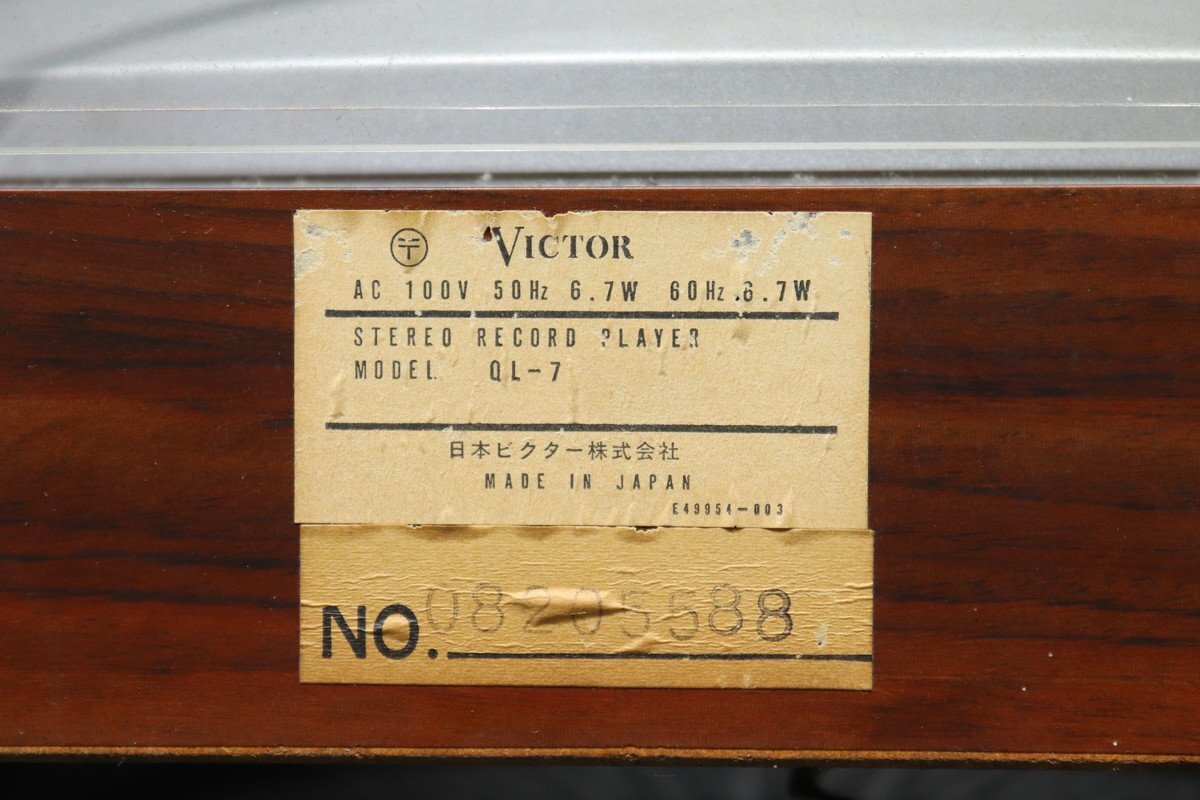 〒 VICTOR
AC 100V 50Hz 6.7W 60Hz 6.7W
STEREO RECORD PLAYER
MODEL QL-7
日本ビクター株式会社
MADE IN JAPAN
E49954-003
NO. 08205588